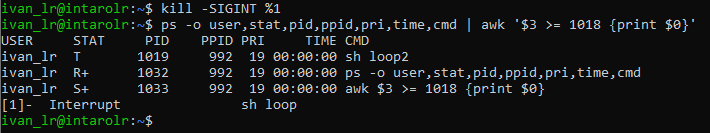 ivan_lr@intarolr:~$ kill -SIGINT %1
ivan_lr@intarolr:~$ ps -o user,stat,pid,ppid,pri,time,cmd | awk '$3 >= 1018 {print $0}'
USER     STAT     PID    PPID PRI     TIME CMD
ivan_lr  T       1019     992  19 00:00:00 sh loop2
ivan_lr  R+      1032     992  19 00:00:00 ps -o user,stat,pid,ppid,pri,time,cmd
ivan_lr  S+      1033     992  19 00:00:00 awk $3 >= 1018 {print $0}
[1]-  Interrupt               sh loop
ivan_lr@intarolr:~$